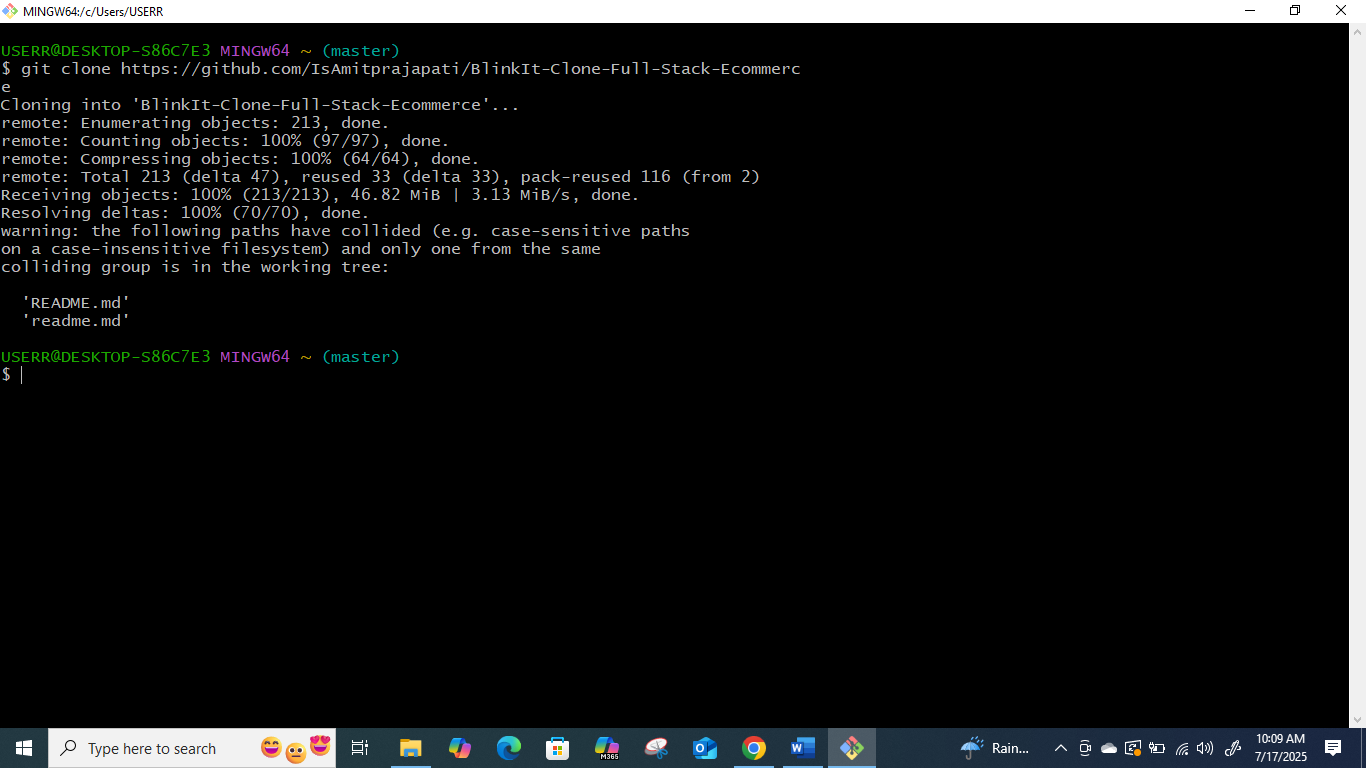 MINGW64:/c/Users/USERR
USERR@DESKTOP-S86C7E3 MINGW64 ~ (master)
$ git clone https://github.com/IsAmitprajapati/BlinkIt-Clone-Full-Stack-Ecommerc
e
Cloning into 'BlinkIt-Clone-Full-Stack-Ecommerce'...
remote: Enumerating objects: 213, done.
remote: Counting objects: 100% (97/97), done.
remote: Compressing objects: 100% (64/64), done.
remote: Total 213 (delta 47), reused 33 (delta 33), pack-reused 116 (from 2)
Receiving objects: 100% (213/213), 46.82 MiB | 3.13 MiB/s, done.
Resolving deltas: 100% (70/70), done.
warning: the following paths have collided (e.g. case-sensitive paths
on a case-insensitive filesystem) and only one from the same
colliding group is in the working tree:
  'README.md'
  'readme.md'
USERR@DESKTOP-S86C7E3 MINGW64 ~ (master)
$
Type here to search
M365
Rain...
10:09 AM
7/17/2025